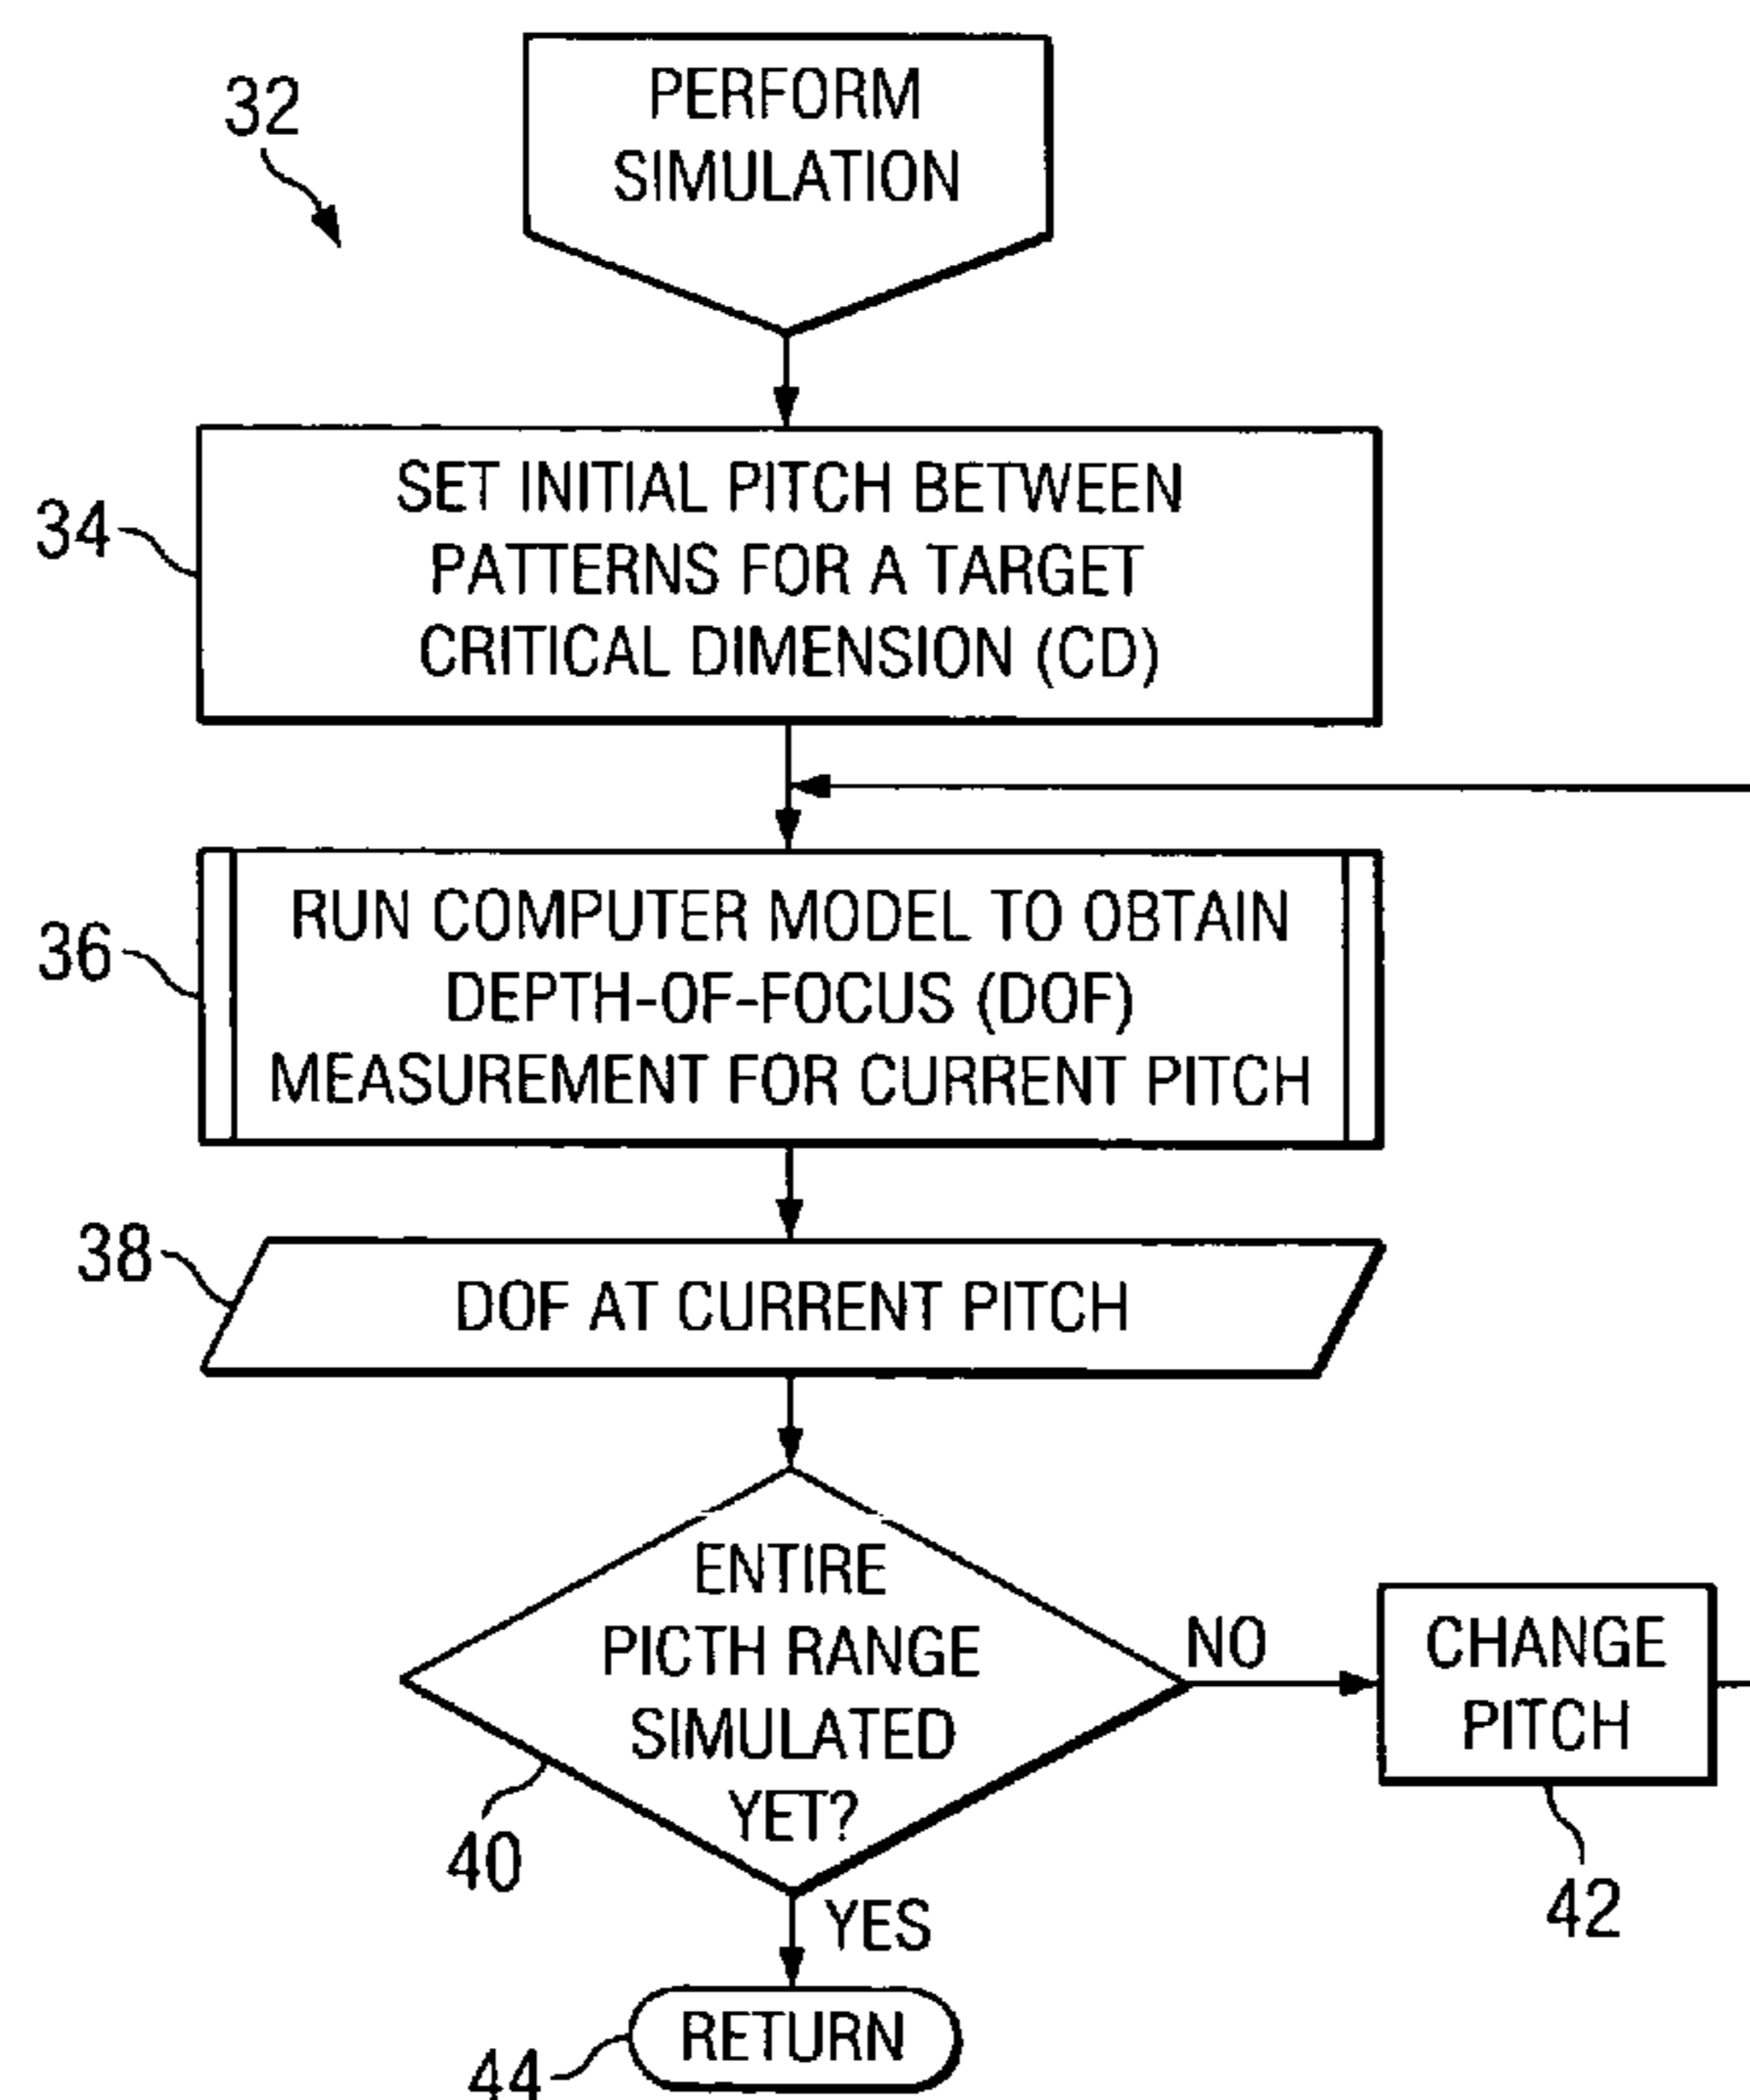 32
PERFORM
SIMULATION
34
SET INITIAL PITCH BETWEEN
PATTERNS FOR A TARGET
CRITICAL DIMENSION (CD)
36
RUN COMPUTER MODEL TO OBTAIN
DEPTH-OF-FOCUS (DOF)
MEASUREMENT FOR CURRENT PITCH
38
DOF AT CURRENT PITCH
ENTIRE
PICTH RANGE
SIMULATED
YET?
40
NO
CHANGE
PITCH
42
YES
RETURN
44